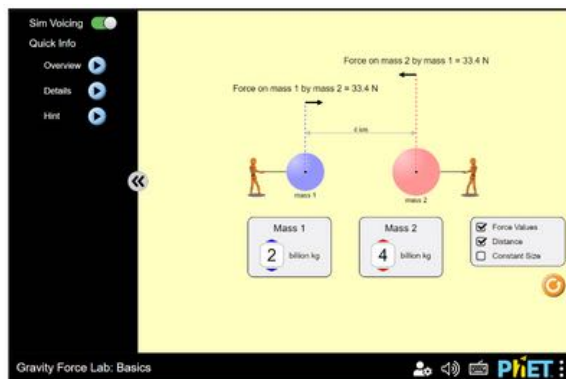 Sim Voicing
Quick Info
Overview
Details
Hint
Force on mass 2 by mass 1 = 33.4 N
Force on mass 1 by mass 2 = 33.4 N
4 km
mass 1
mass 2
Mass 1
2 billion kg
Mass 2
4 billion kg
Force Values
Distance
Constant Size
Gravity Force Lab: Basics
PhET